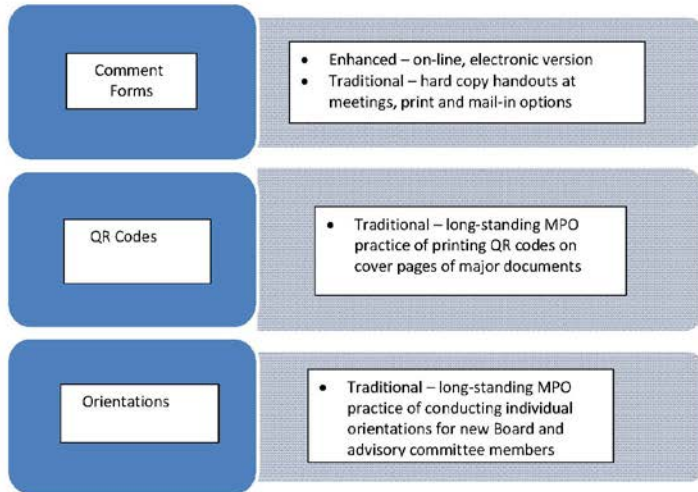 Comment
Forms
• Enhanced – on-line, electronic version
• Traditional – hard copy handouts at
meetings, print and mail-in options
QR Codes
• Traditional – long-standing MPO
practice of printing QR codes on
cover pages of major documents
Orientations
• Traditional – long-standing MPO
practice of conducting individual
orientations for new Board and
advisory committee members